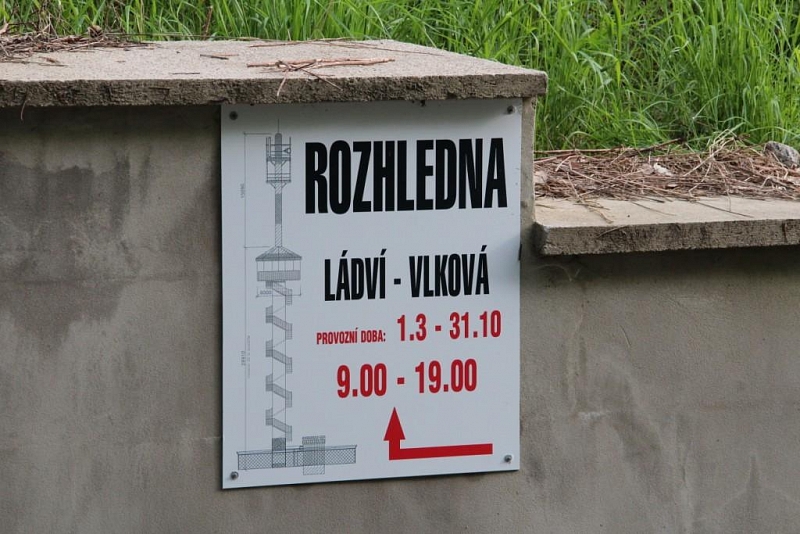 ROZHLEDNA
LÁDVÍ - VLKOVÁ
PROVOZNÍ DOBA: 1.3 - 31.10
9.00 - 19.00